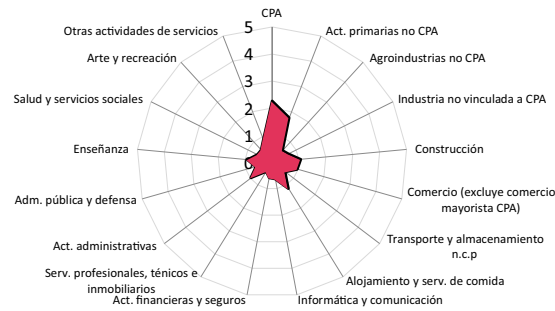 CPA
5
Otras actividades de servicios
Act. primarias no CPA
4
Arte y recreación
Agroindustrias no CPA
3
Salud y servicios sociales
Industria no vinculada a CPA
2
1
Enseñanza
Construcción
0
Adm. pública y defensa
Comercio (excluye comercio
mayorista CPA)
Act. administrativas
Transporte y almacenamiento
n.c.p
Serv. profesionales, ténicos e
inmobiliarios
Alojamiento y serv. de comida
Act. financieras y seguros
Informática y comunicación